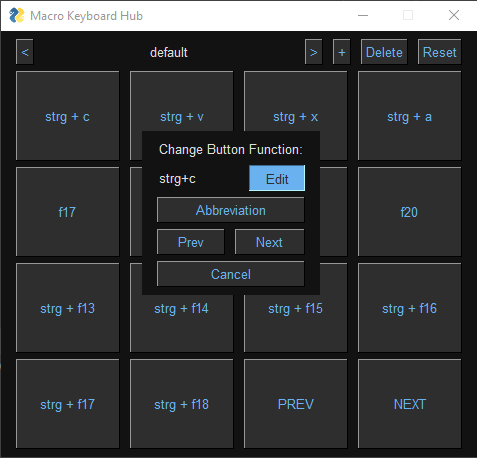 Macro Keyboard Hub
< default > + Delete Reset
strg + c strg + v strg + x strg + a
Change Button Function:
strg+c Edit
Abbreviation
f17 f20
Prev Next
Cancel
strg + f13 strg + f14 strg + f15 strg + f16
strg + f17 strg + f18 PREV NEXT